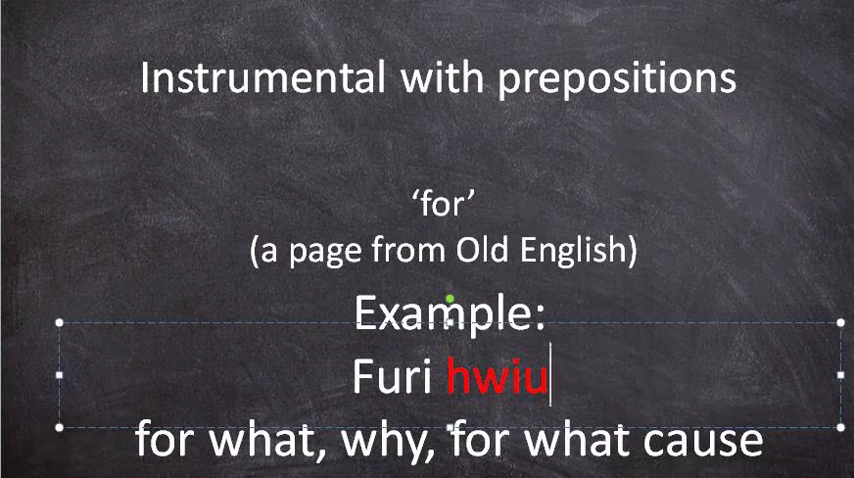 Instrumental with prepositions
‘for’
(a page from Old English)
Example:
Furi hwiu
for what, why, for what cause